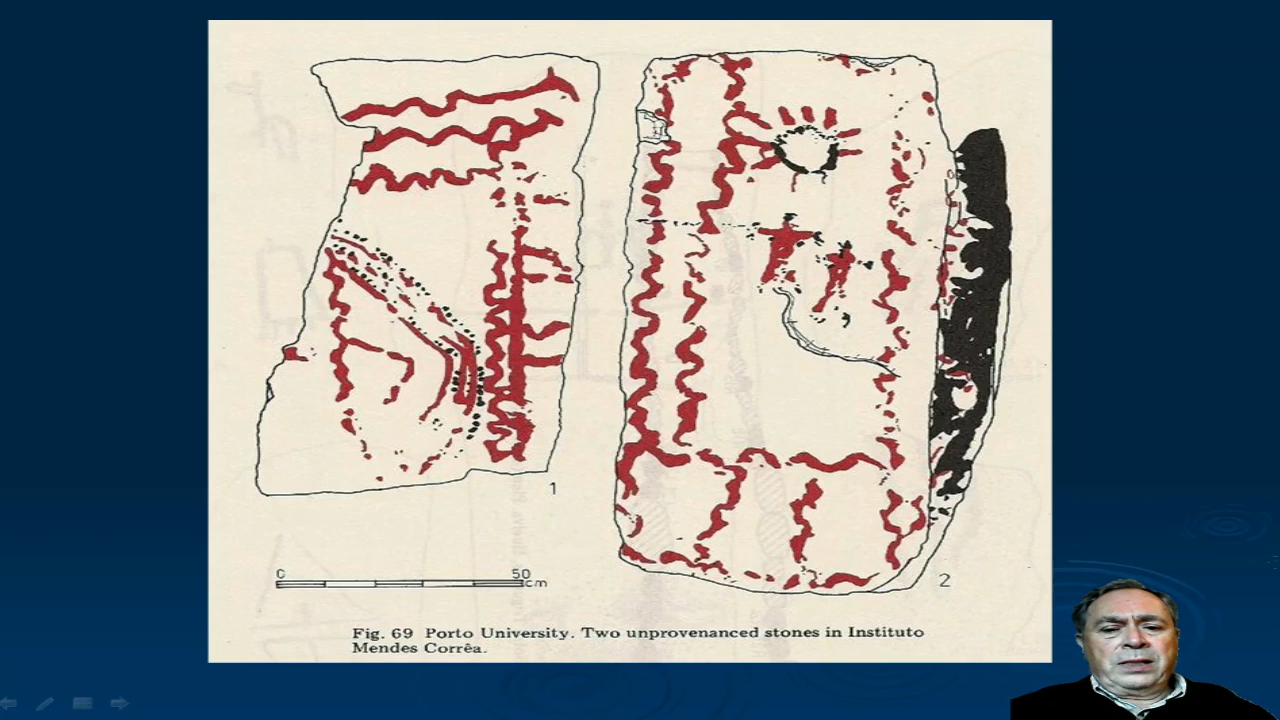 1
2
0 50
cm
Fig. 69 Porto University. Two unprovenanced stones in Instituto
Mendes Corrêa.